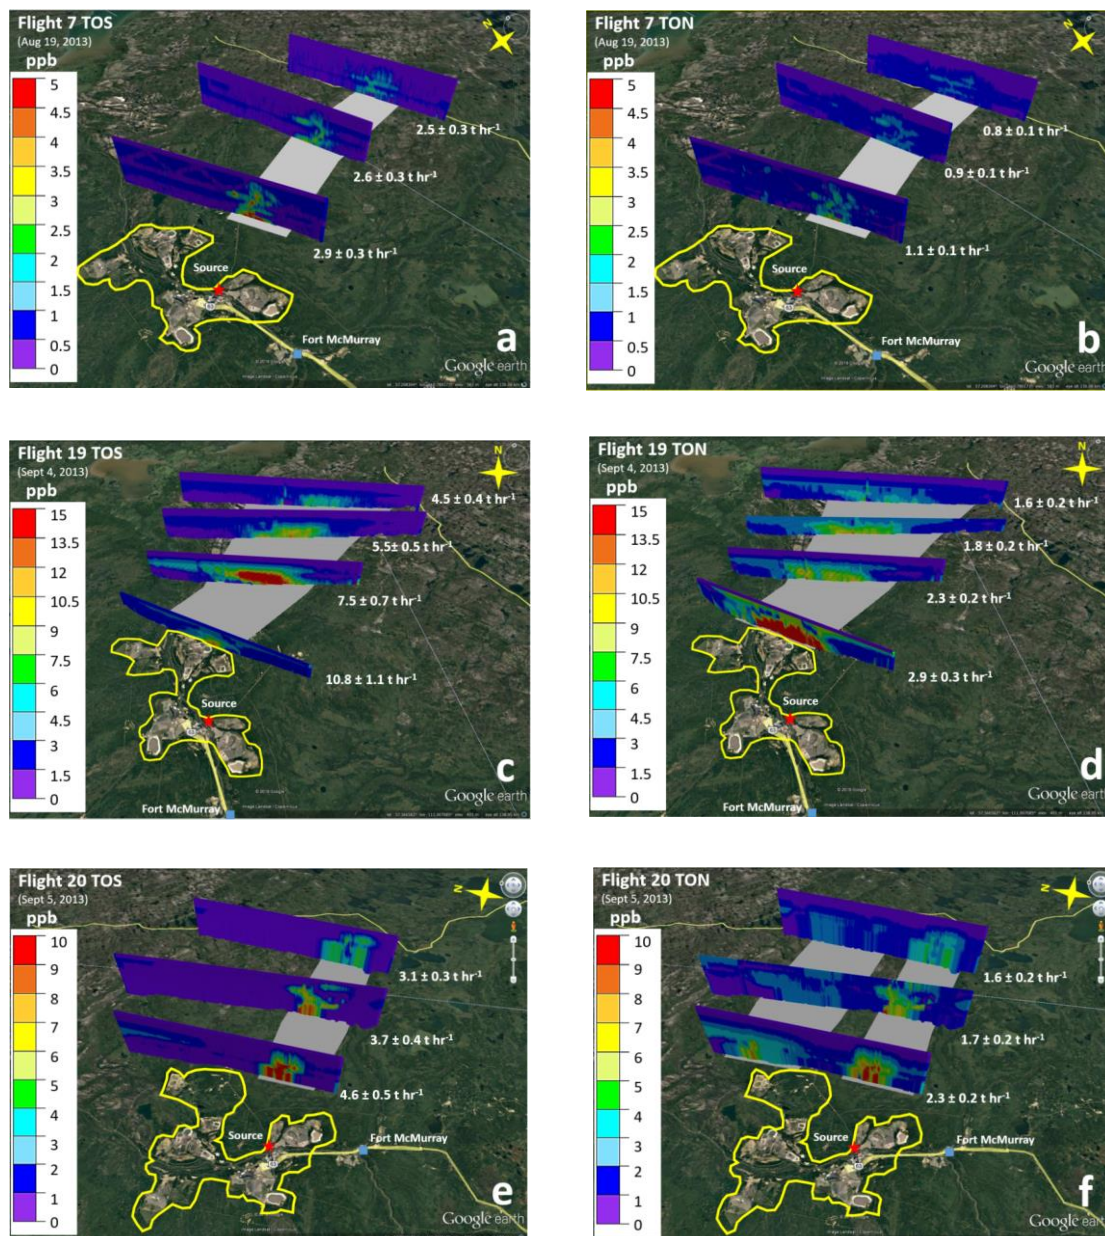 Flight 7 TOS
(Aug 19, 2013)
ppb
5
4.5
4
3.5
3
2.5
2
1.5
1
0.5
0
N
2.5 ± 0.3 t hr⁻¹
2.6 ± 0.3 t hr⁻¹
2.9 ± 0.3 t hr⁻¹
Source
63
Fort McMurray
a
Google earth
Flight 7 TON
(Aug 19, 2013)
ppb
5
4.5
4
3.5
3
2.5
2
1.5
1
0.5
0
N
0.8 ± 0.1 t hr⁻¹
0.9 ± 0.1 t hr⁻¹
1.1 ± 0.1 t hr⁻¹
Source
63
Fort McMurray
b
Google earth
Flight 19 TOS
(Sept 4, 2013)
ppb
15
13.5
12
10.5
9
7.5
6
4.5
3
1.5
0
N
4.5 ± 0.4 t hr⁻¹
5.5 ± 0.5 t hr⁻¹
7.5 ± 0.7 t hr⁻¹
10.8 ± 1.1 t hr⁻¹
Source
63
Fort McMurray
c
Google earth
Flight 19 TON
(Sept 4, 2013)
ppb
15
13.5
12
10.5
9
7.5
6
4.5
3
1.5
0
N
1.6 ± 0.2 t hr⁻¹
1.8 ± 0.2 t hr⁻¹
2.3 ± 0.2 t hr⁻¹
2.9 ± 0.3 t hr⁻¹
Source
63
Fort McMurray
d
Google earth
Flight 20 TOS
(Sept 5, 2013)
ppb
10
9
8
7
6
5
4
3
2
1
0
N
3.1 ± 0.3 t hr⁻¹
3.7 ± 0.4 t hr⁻¹
4.6 ± 0.5 t hr⁻¹
Source
63
Fort McMurray
e
Google earth
Flight 20 TON
(Sept 5, 2013)
ppb
10
9
8
7
6
5
4
3
2
1
0
N
1.6 ± 0.2 t hr⁻¹
1.7 ± 0.2 t hr⁻¹
2.3 ± 0.2 t hr⁻¹
Source
63
Fort McMurray
f
Google earth